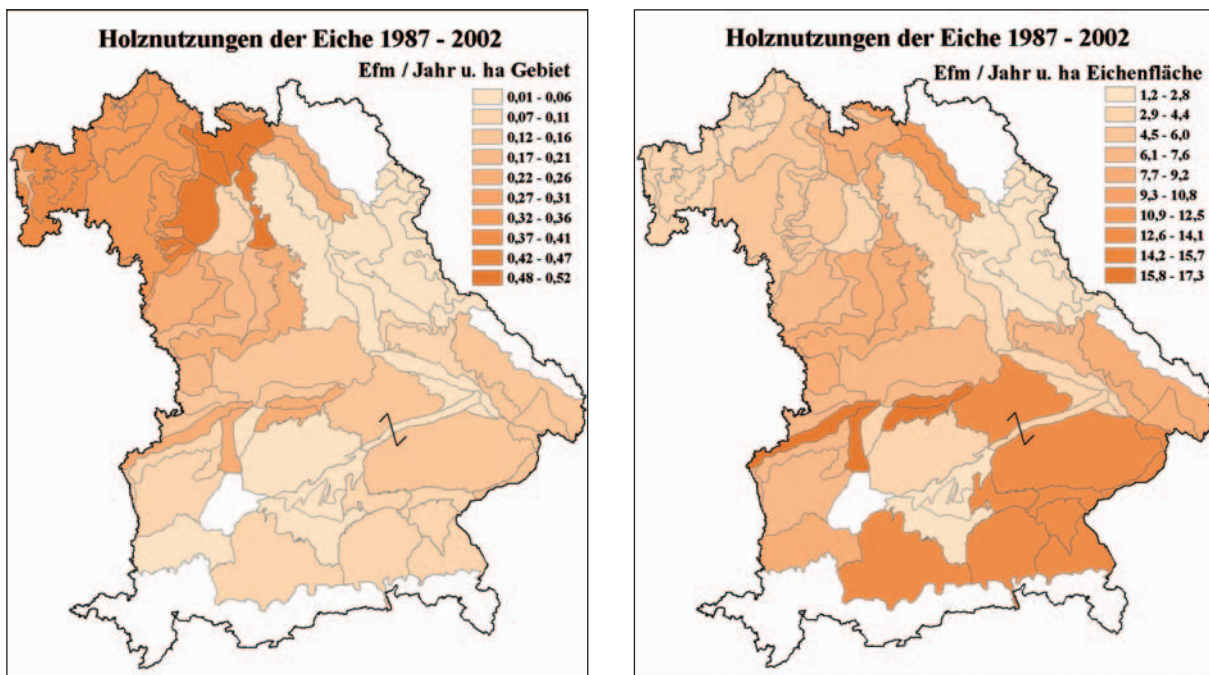 Holznutzungen der Eiche 1987 - 2002
Efm / Jahr u. ha Gebiet
0,01 - 0,06
0,07 - 0,11
0,12 - 0,16
0,17 - 0,21
0,22 - 0,26
0,27 - 0,31
0,32 - 0,36
0,37 - 0,41
0,42 - 0,47
0,48 - 0,52
Holznutzungen der Eiche 1987 - 2002
Efm / Jahr u. ha Eichenfläche
1,2 - 2,8
2,9 - 4,4
4,5 - 6,0
6,1 - 7,6
7,7 - 9,2
9,3 - 10,8
10,9 - 12,5
12,6 - 14,1
14,2 - 15,7
15,8 - 17,3